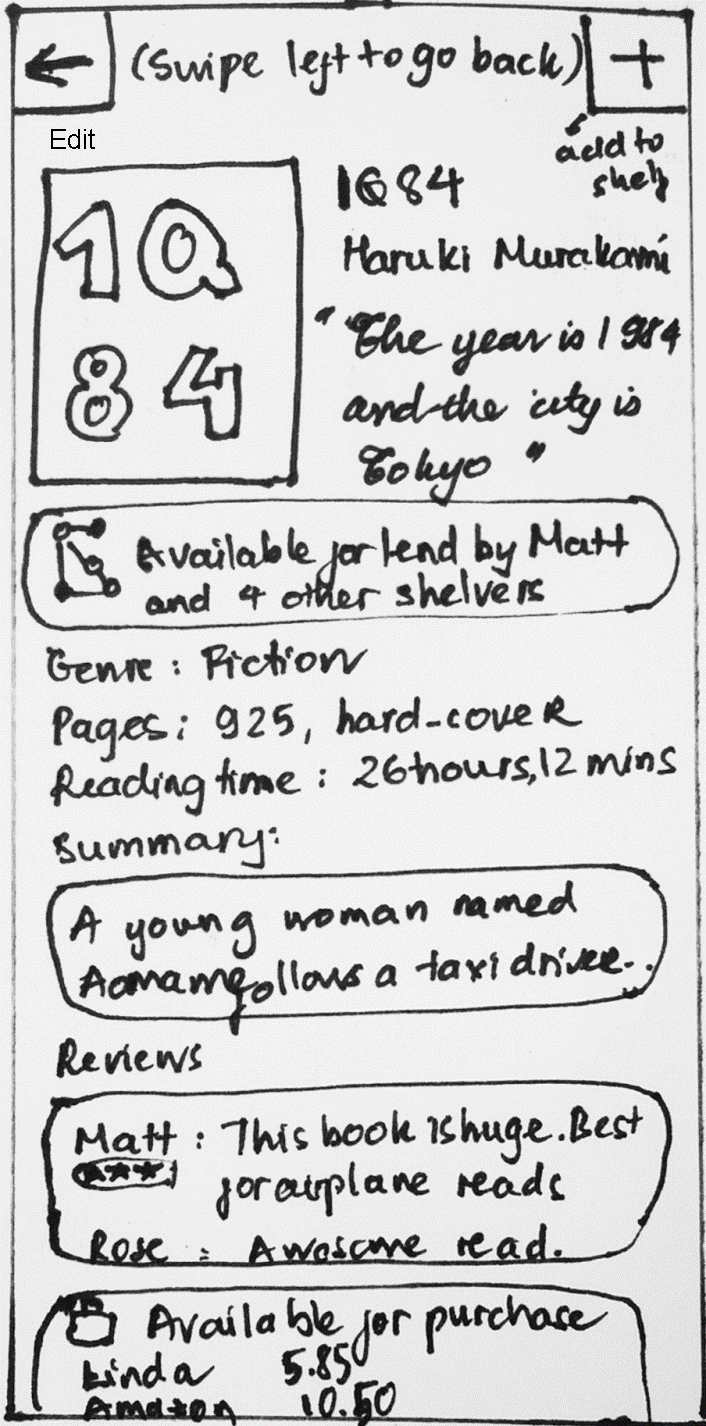 (Swipe left to go back)
+
Edit
add to
shelf
1Q
84
1Q84
Haruki Murakami
" The year is 1984
and the city is
Tokyo "
Available for lend by Matt
and 4 other shelvers
Genre : Fiction
Pages: 925, hard-cover
Reading time : 26hours,12 mins
Summary:
A young woman named
Aomame follows a taxi driver..
Reviews
Matt : This book is huge. Best
for airplane reads
Rose : Awesome read.
Available for purchase
Kinda 5.85
Amazon 10.50